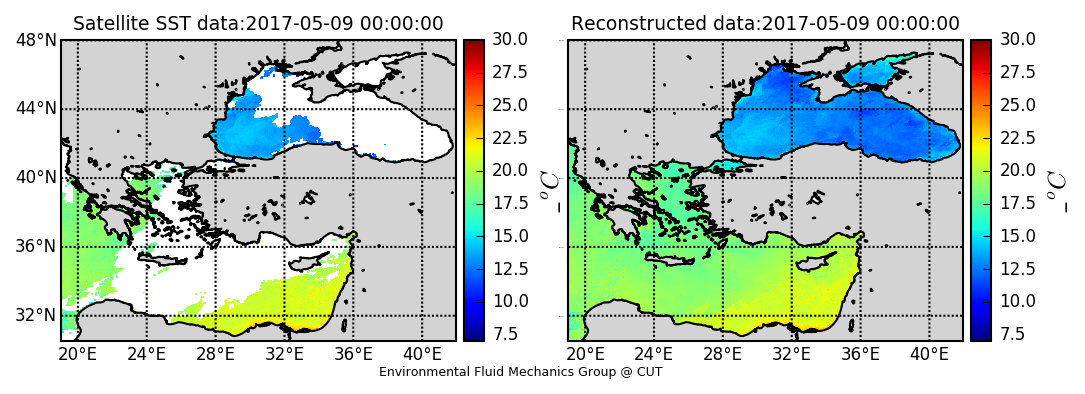 Satellite SST data:2017-05-09 00:00:00
48°N
44°N
40°N
36°N
32°N
20°E 24°E 28°E 32°E 36°E 40°E
30.0
27.5
25.0
22.5
20.0
17.5
15.0
12.5
10.0
7.5
_°C
Reconstructed data:2017-05-09 00:00:00
20°E 24°E 28°E 32°E 36°E 40°E
30.0
27.5
25.0
22.5
20.0
17.5
15.0
12.5
10.0
7.5
_°C
Environmental Fluid Mechanics Group @ CUT